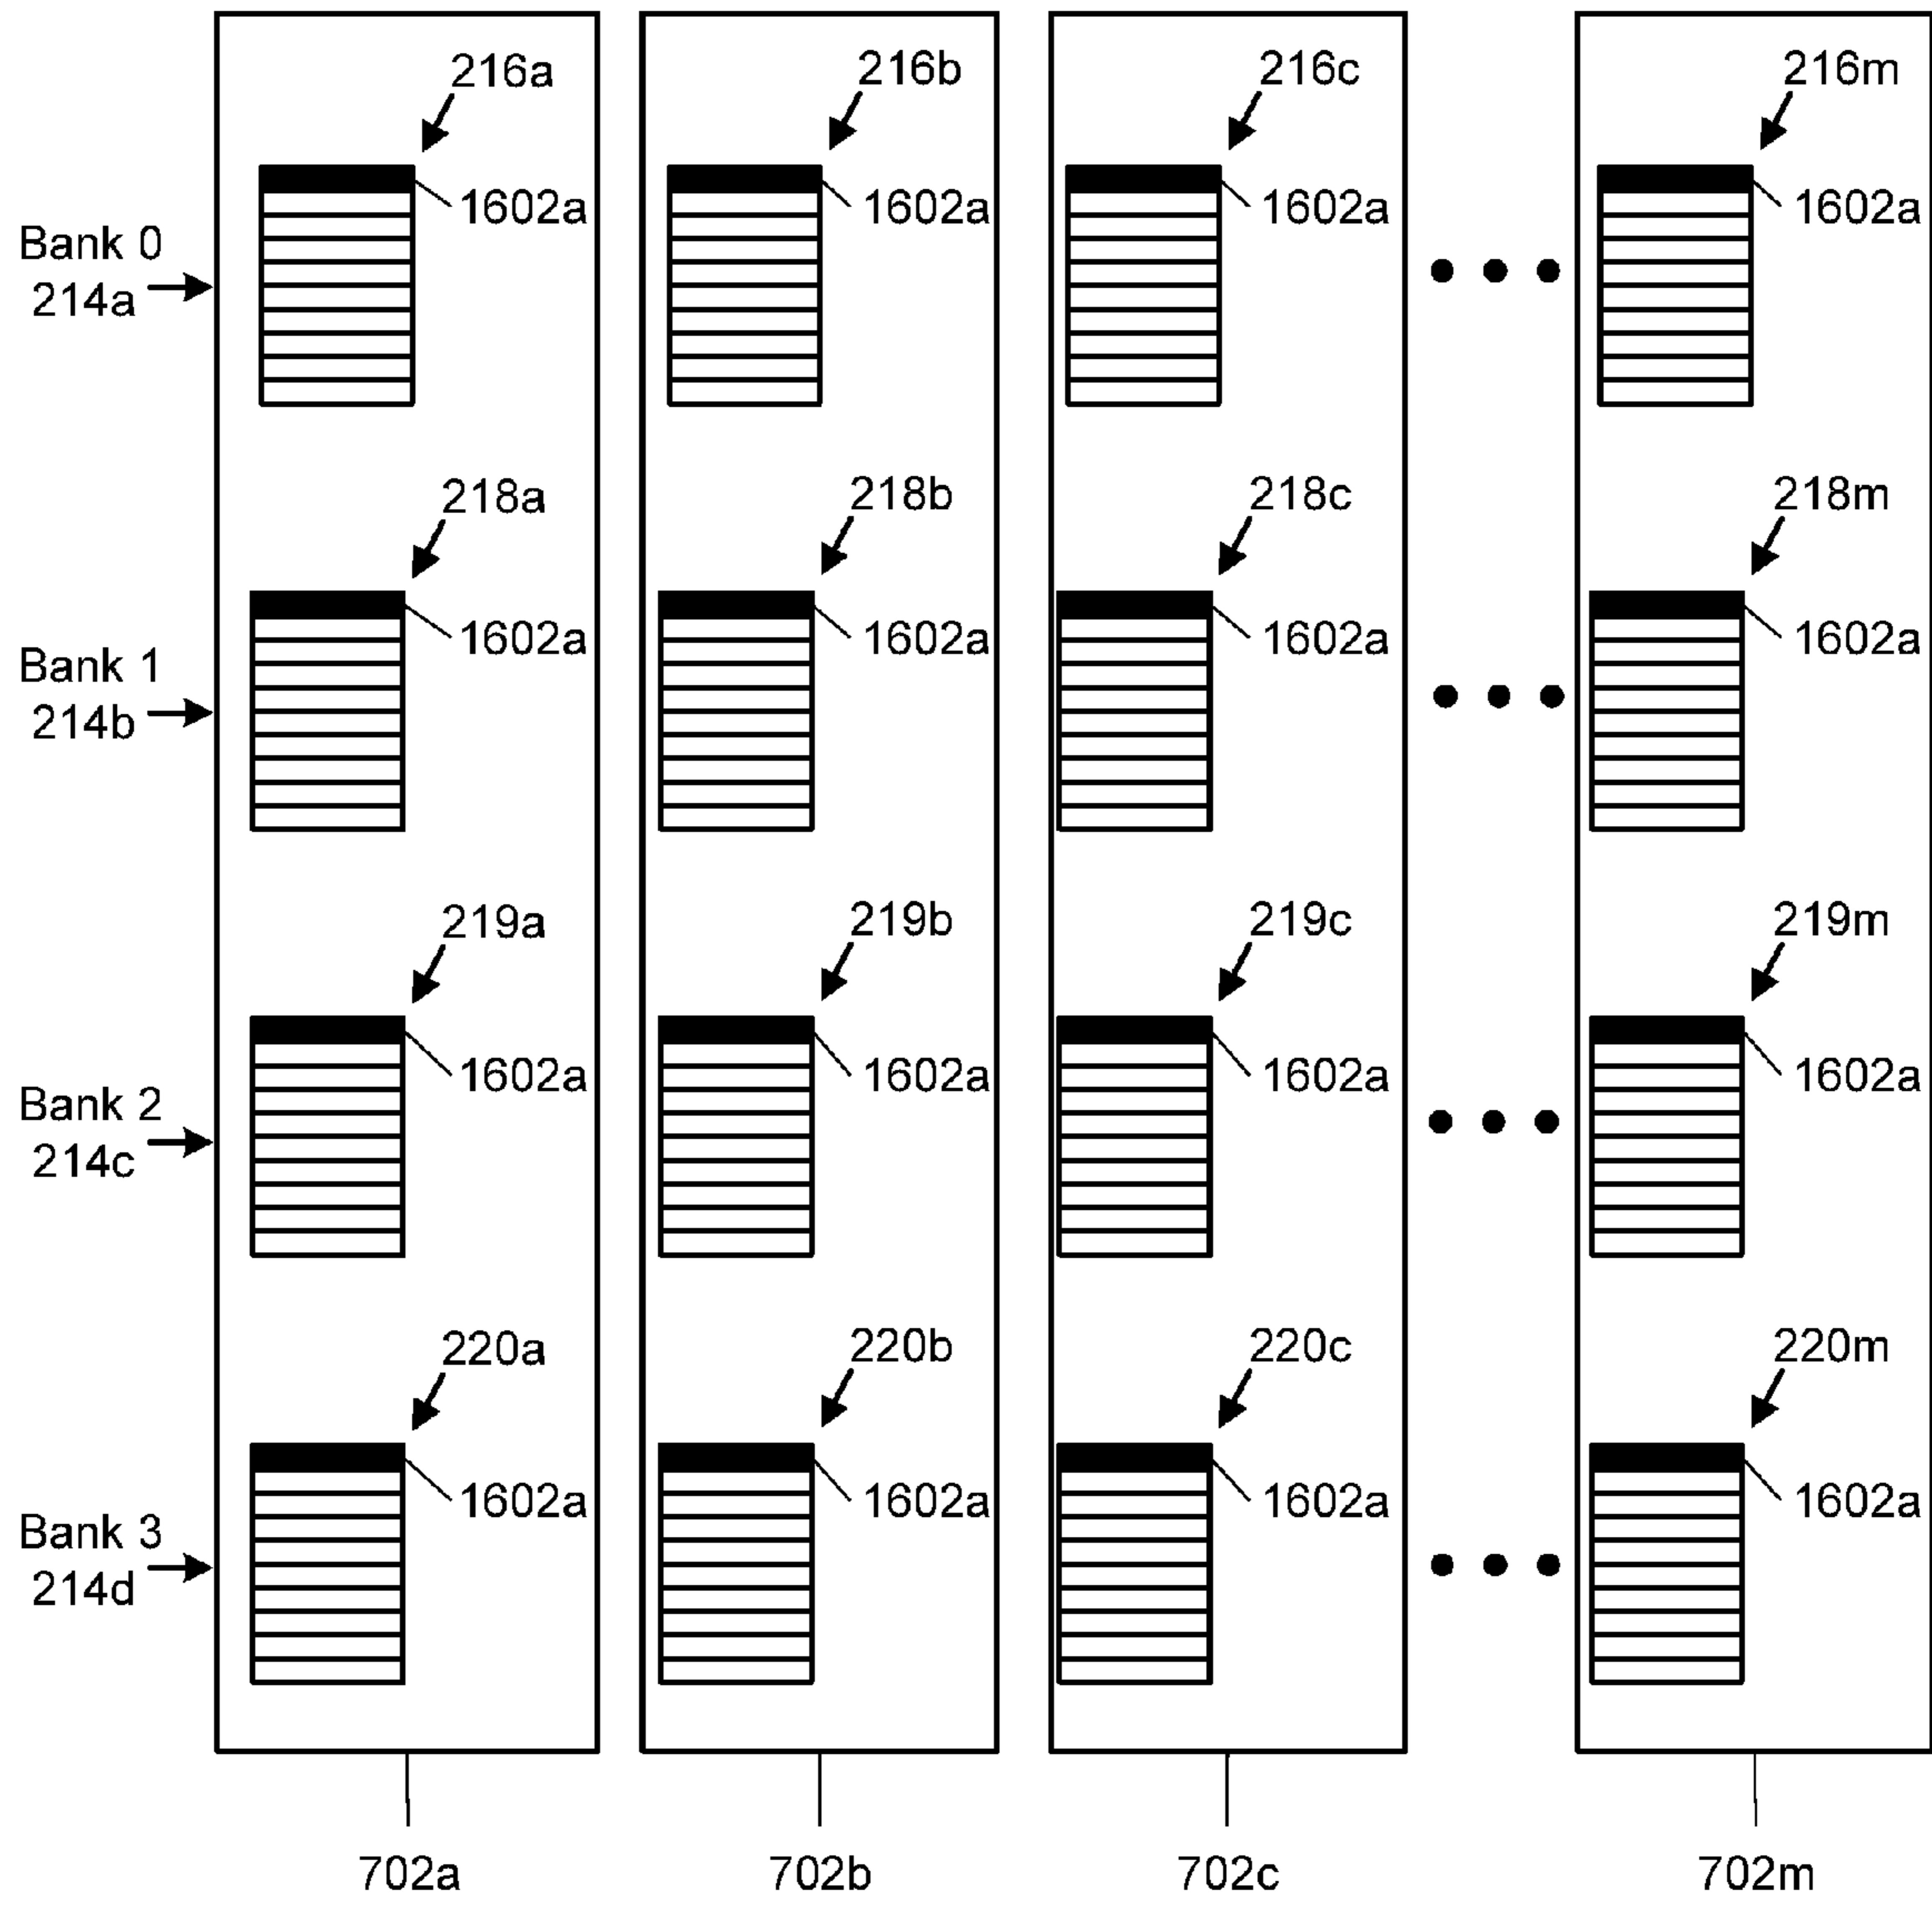 216a 216b 216c 216m
1602a 1602a 1602a 1602a
Bank 0
214a
218a 218b 218c 218m
1602a 1602a 1602a 1602a
Bank 1
214b
219a 219b 219c 219m
1602a 1602a 1602a 1602a
Bank 2
214c
220a 220b 220c 220m
1602a 1602a 1602a 1602a
Bank 3
214d
702a 702b 702c 702m